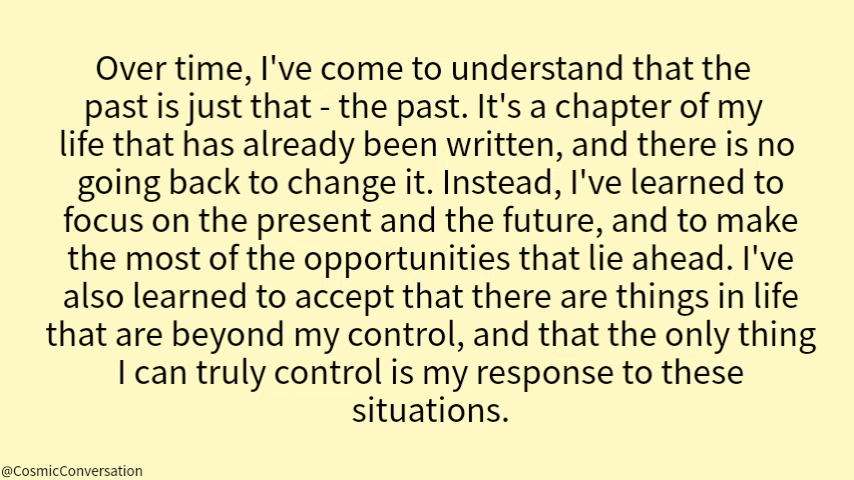 Over time, I've come to understand that the
past is just that - the past. It's a chapter of my
life that has already been written, and there is no
going back to change it. Instead, I've learned to
focus on the present and the future, and to make
the most of the opportunities that lie ahead. I've
also learned to accept that there are things in life
that are beyond my control, and that the only thing
I can truly control is my response to these
situations.
@CosmicConversation